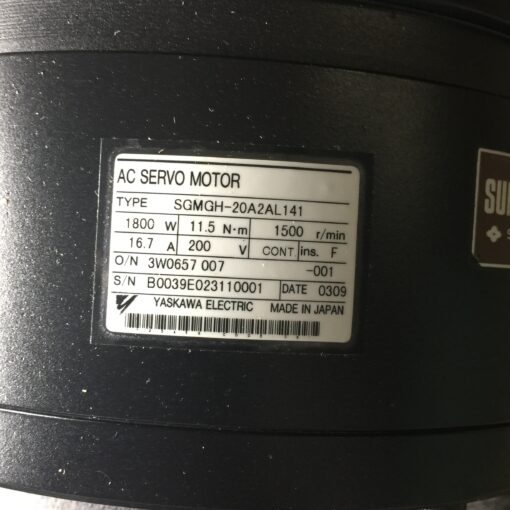 AC SERVO MOTOR
TYPE SGMGH-20A2AL141
1800 W 11.5 N·m 1500 r/min
16.7 A 200 V CONT ins. F
O/N 3W0657 007 -001
S/N B0039E023110001 DATE 0309
YASKAWA ELECTRIC MADE IN JAPAN